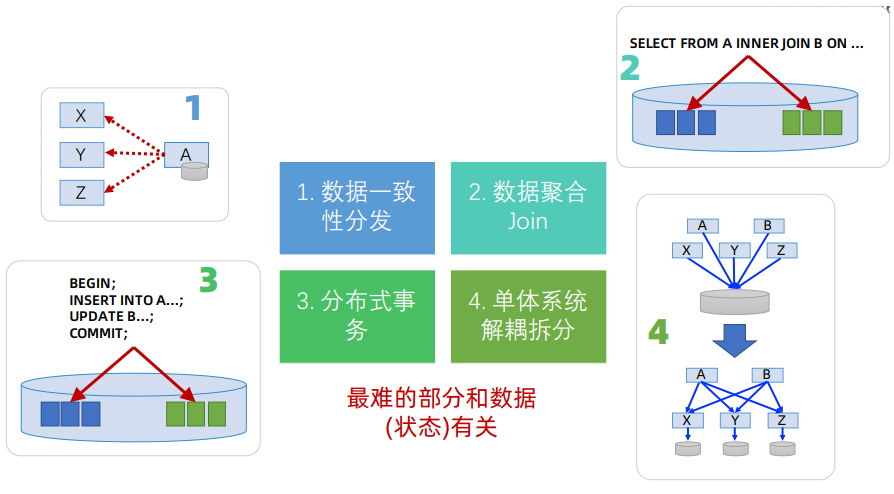 1
X
Y
Z
A
SELECT FROM A INNER JOIN B ON ...
2
1. 数据一致
性分发
2. 数据聚合
Join
3. 分布式事
务
4. 单体系统
解耦拆分
最难的部分和数据
(状态)有关
BEGIN;
INSERT INTO A...;
UPDATE B...;
COMMIT;
3
A B
X Y Z
4
A B
X Y Z